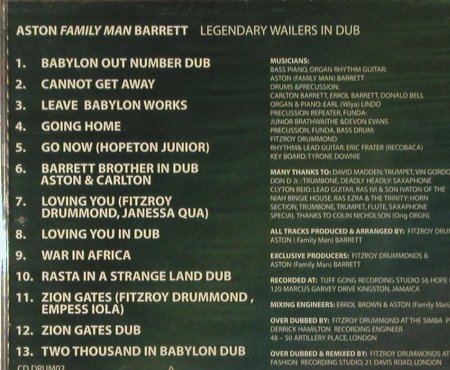 ASTON FAMILY MAN BARRETT LEGENDARY WAILERS IN DUB
1. BABYLON OUT NUMBER DUB
2. CANNOT GET AWAY
3. LEAVE BABYLON WORKS
4. GOING HOME
5. GO NOW (HOPETON JUNIOR)
6. BARRETT BROTHER IN DUB
ASTON & CARLTON
7. LOVING YOU (FITZROY
DRUMMOND, JANESSA QUA)
8. LOVING YOU IN DUB
9. WAR IN AFRICA
10. RASTA IN A STRANGE LAND DUB
11. ZION GATES (FITZROY DRUMMOND ,
EMPESS IOLA)
12. ZION GATES DUB
13. TWO THOUSAND IN BABYLON DUB
CD DRUM02
MUSICIANS:
BASS PIANO, ORGAN RHYTHM GUITAR:
ASTON (FAMILY MAN) BARRETT
DRUMS &PRECUSSION:
CARLTON BARRETT, ERROL BARRETT, DONALD BELL
ORGAN & PIANO: EARL (Wiya) LINDO
PRECUSSION REPEATER, FUNDA:
JUNIOR BRATHWAITHE &DEVON EVANS
PRECUSSION, FUNDA, BASS DRUM:
FITZROY DRUMMOND
RHYTHM& LEAD GUITAR: ERIC FRATER (RECOBACA)
KEY BOARD: TYRONE DOWNIE
MANY THANKS TO: DAVID MADDEN; TRUMPET, VIN GORDO
DON D Jr. : TRUMBONE, DEADLY HEADLY: SAXAPHONE
CLYTON REID: LEAD GUITAR, RAS IVI & SON IVATON OF THE
NIAH BINGIE HOUSE, RAS EZRA & THE TRINITY: HORN
SECTION, TRUMBONE, TRUMPET, FLUTE, SAXAPHONE
SPECIAL THANKS TO COLIN NICHOLSON (Orig ORGN).
ALL TRACKS PRODUCED & ARRANGED BY: FITZROY DRUMM
ASTON ( Family Man) BARRETT
EXCLUSIVE PRODUCERS: FITZROY DRUMMONDS &
ASTON (FAMILY MAN) BARRETT
RECORDED AT: TUFF GONG RECORDING STUDIO 56 HOPE R
120 MARCUS GARVEY DRIVE KINGSTON, JAMAICA
MIXING ENGINEERS: ERROL BROWN & ASTON (Family Man)
OVER DUBBED BY: FITZROY DRUMMOND AT THE SIMBA
DERRICK HAMILTON RECORDING ENGINEER
48 – 50 ARTILLERY PLACE, LONDON
OVER DUBBED & REMIXED BY: FITZROY DRUMMONDS AT
FASHION RECORDING STUDIO, 21 DAVIS ROAD, LONDON